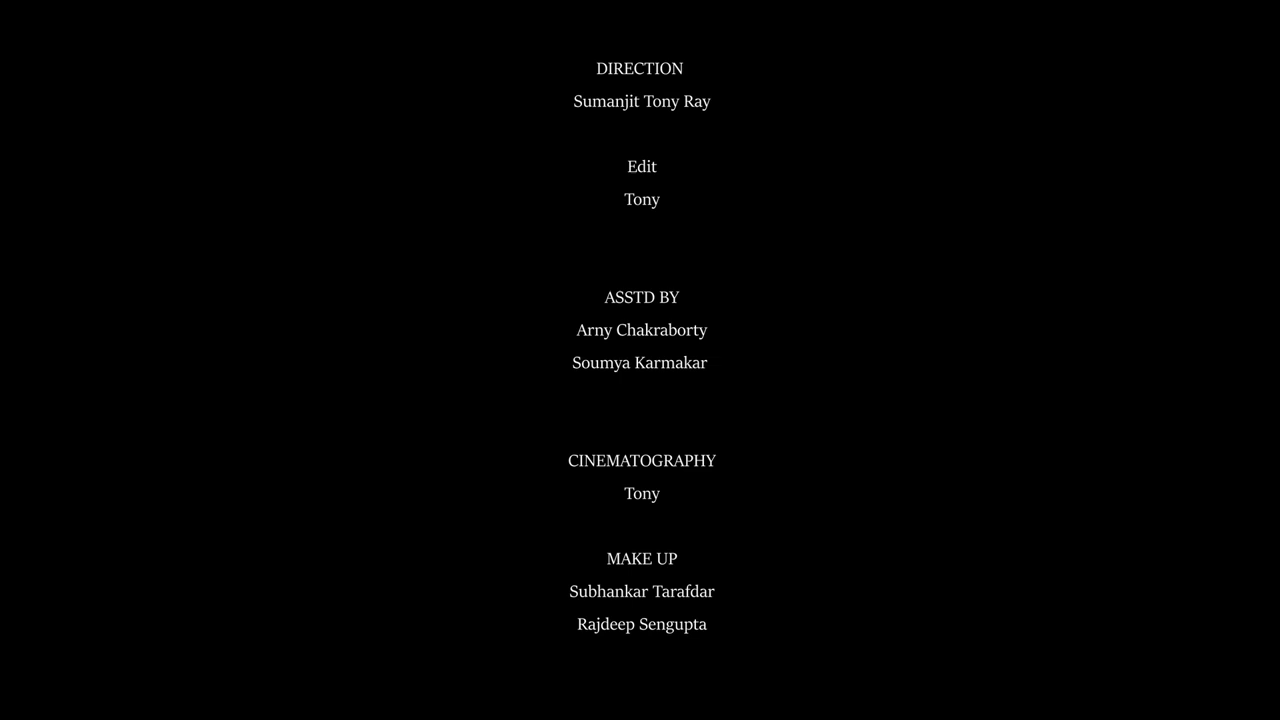 DIRECTION
Sumanjit Tony Ray
Edit
Tony
ASSTD BY
Arny Chakraborty
Soumya Karmakar
CINEMATOGRAPHY
Tony
MAKE UP
Subhankar Tarafdar
Rajdeep Sengupta